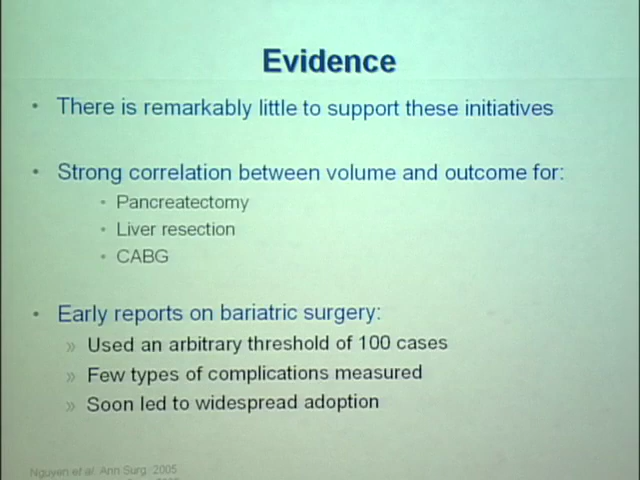 Evidence
• There is remarkably little to support these initiatives
• Strong correlation between volume and outcome for:
• Pancreatectomy
• Liver resection
• CABG
• Early reports on bariatric surgery:
» Used an arbitrary threshold of 100 cases
» Few types of complications measured
» Soon led to widespread adoption
Nguyen et al. Ann Surg. 2005